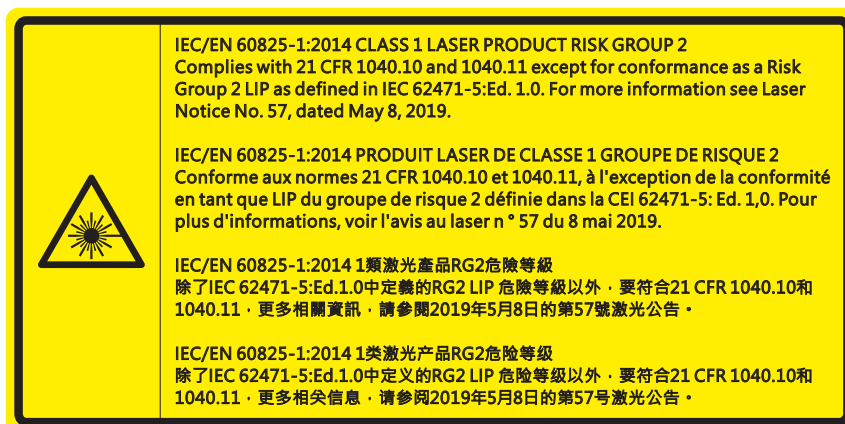 IEC/EN 60825-1:2014 CLASS 1 LASER PRODUCT RISK GROUP 2
Complies with 21 CFR 1040.10 and 1040.11 except for conformance as a Risk
Group 2 LIP as defined in IEC 62471-5:Ed. 1.0. For more information see Laser
Notice No. 57, dated May 8, 2019.
IEC/EN 60825-1:2014 PRODUIT LASER DE CLASSE 1 GROUPE DE RISQUE 2
Conforme aux normes 21 CFR 1040.10 et 1040.11, à l'exception de la conformité
en tant que LIP du groupe de risque 2 définie dans la CEI 62471-5: Ed. 1,0. Pour
plus d'informations, voir l'avis au laser n ° 57 du 8 mai 2019.
IEC/EN 60825-1:2014 1類激光產品RG2危險等級
除了IEC 62471-5:Ed.1.0中定義的RG2 LIP 危險等級以外，要符合21 CFR 1040.10和
1040.11，更多相關資訊，請參閱2019年5月8日的第57號激光公告。
IEC/EN 60825-1:2014 1类激光产品RG2危险等级
除了IEC 62471-5:Ed.1.0中定义的RG2 LIP 危险等级以外，要符合21 CFR 1040.10和
1040.11，更多相关信息，请参阅2019年5月8日的第57号激光公告。